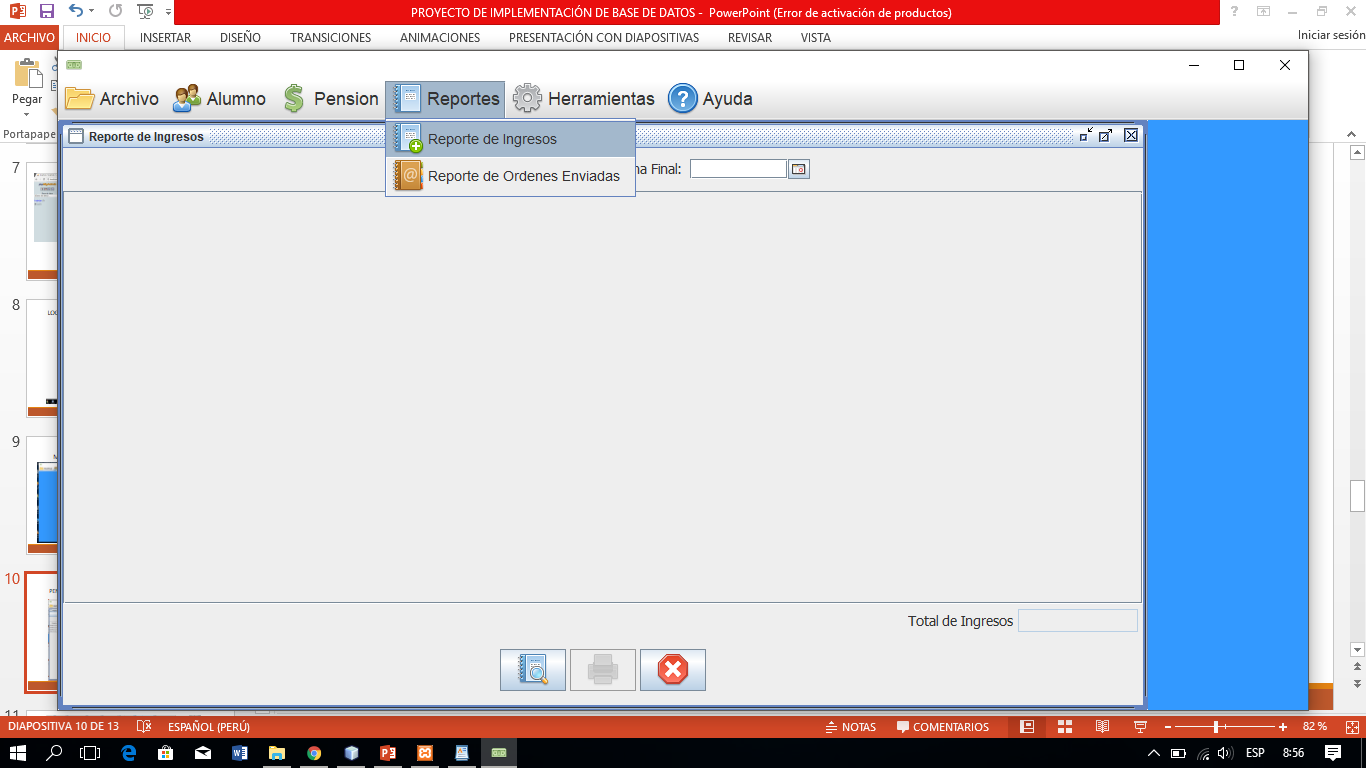 PROYECTO DE IMPLEMENTACIÓN DE BASE DE DATOS - PowerPoint (Error de activación de productos)
ARCHIVO INICIO INSERTAR DISEÑO TRANSICIONES ANIMACIONES PRESENTACIÓN CON DIAPOSITIVAS REVISAR VISTA Iniciar sesión
Pegar
Portapape
Archivo Alumno Pension Reportes Herramientas Ayuda
Reporte de Ingresos
Reporte de Ingresos
Reporte de Ordenes Enviadas
na Final:
7
8
9
10
11
Total de Ingresos
DIAPOSITIVA 10 DE 13 ESPAÑOL (PERÚ) NOTAS COMENTARIOS 82 %
ESP 8:56